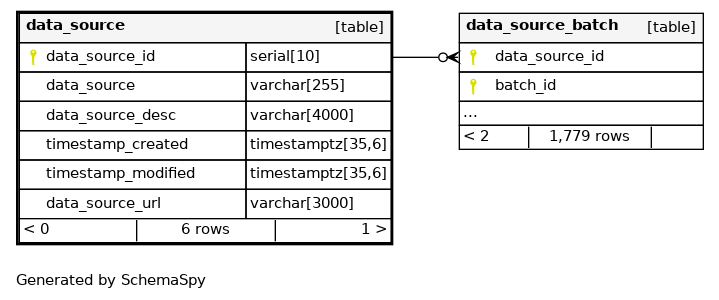 data_source [table]
data_source_id serial[10]
data_source varchar[255]
data_source_desc varchar[4000]
timestamp_created timestamptz[35,6]
timestamp_modified timestamptz[35,6]
data_source_url varchar[3000]
< 0 6 rows 1 >
data_source_batch [table]
data_source_id
batch_id
...
< 2 1,779 rows
Generated by SchemaSpy